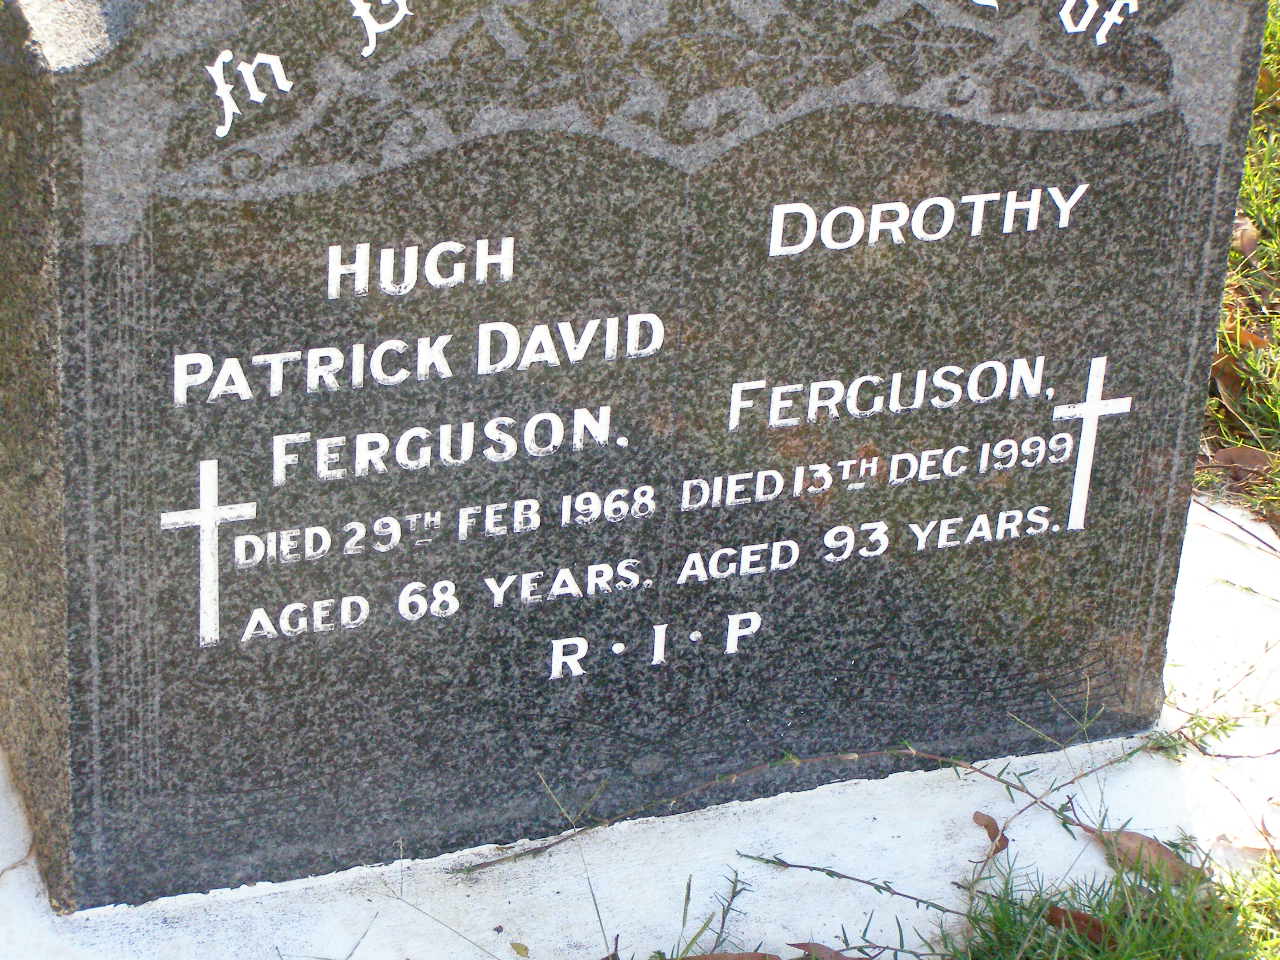 In
of
HUGH
PATRICK DAVID
FERGUSON.
DIED 29TH FEB 1968
AGED 68 YEARS.
DOROTHY
FERGUSON,
DIED 13TH DEC 1999
AGED 93 YEARS.
R · I · P